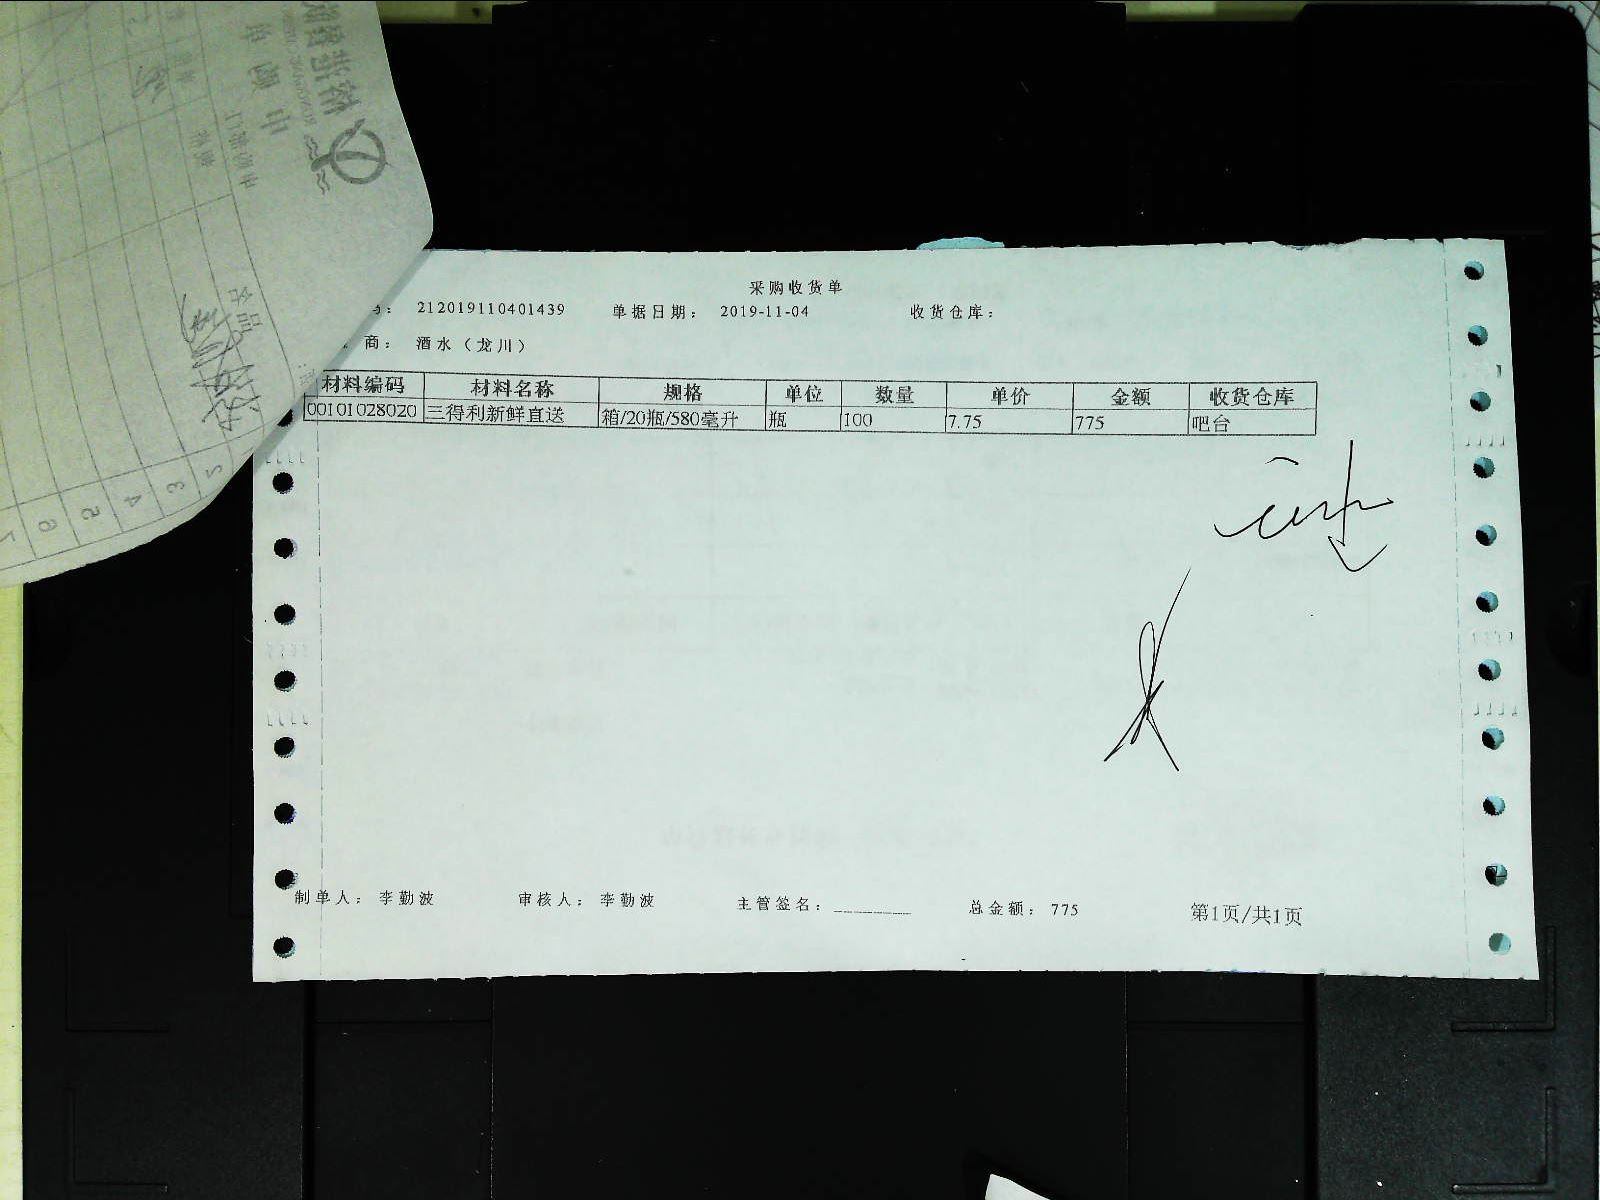 采购收货单
212019110401439 单据日期: 2019-11-04 收货仓库:
商: 酒水（龙川）
材料编码 材料名称 规格 单位 数量 单价 金额 收货仓库
00101028020 三得利新鲜直送 箱/20瓶/580毫升 瓶 100 7.75 775 吧台
制单人: 李勤波 审核人: 李勤波 主管签名: 总金额: 775 第1页/共1页